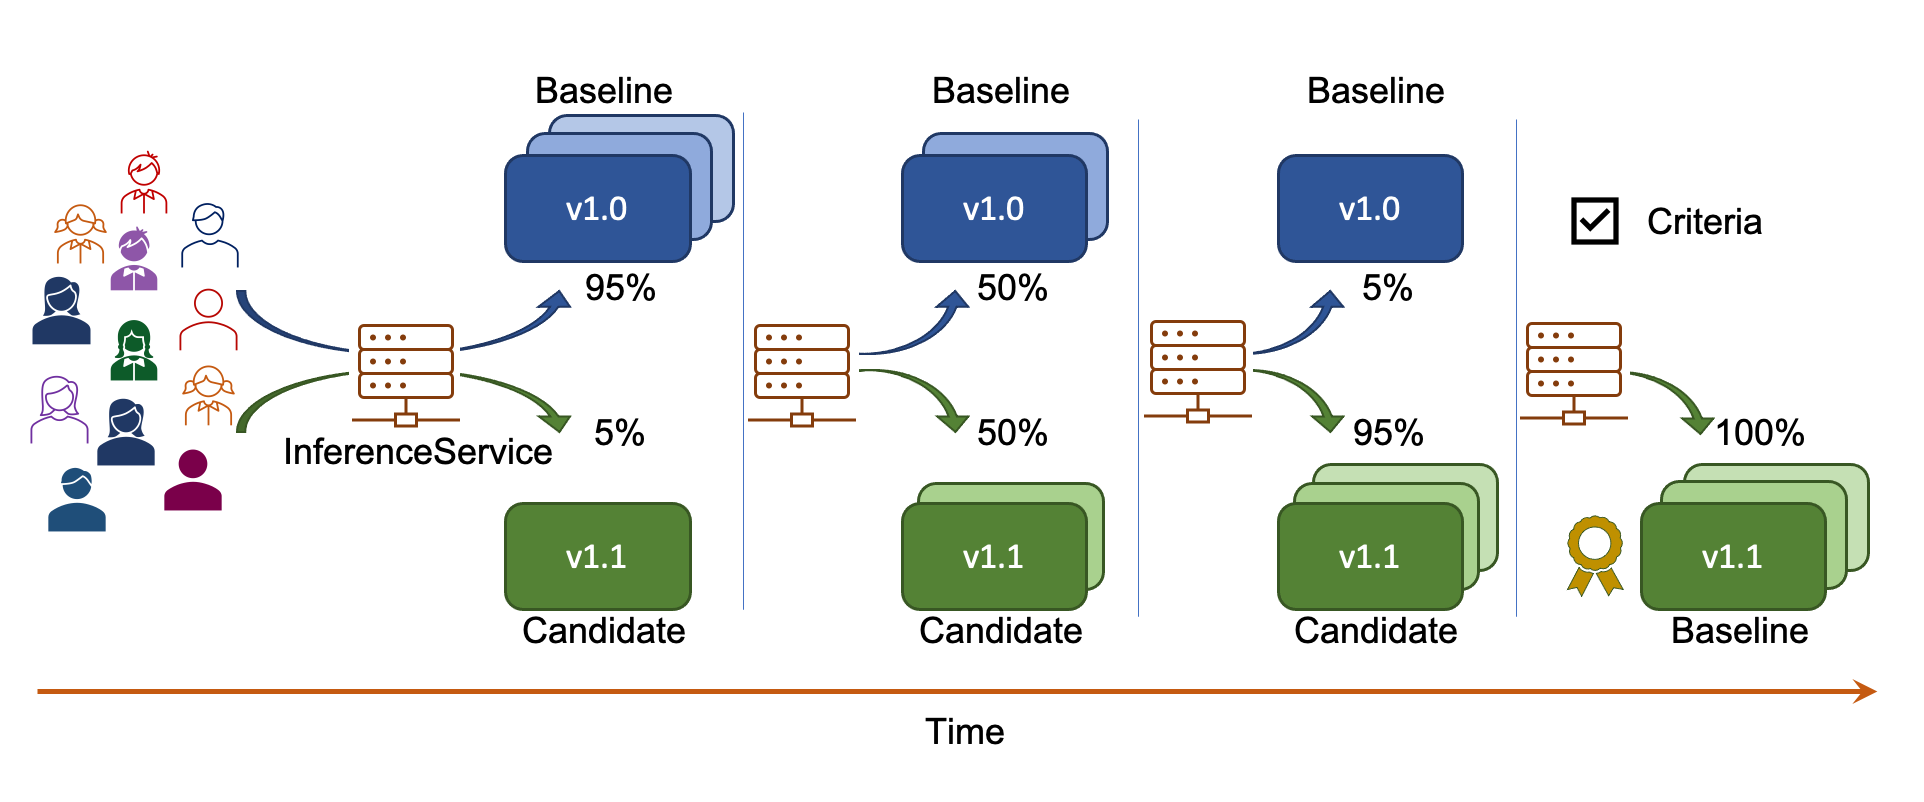 Baseline
v1.0
95%
InferenceService
5%
v1.1
Candidate
Baseline
v1.0
50%
50%
v1.1
Candidate
Baseline
v1.0
5%
95%
v1.1
Candidate
Criteria
100%
v1.1
Baseline
Time